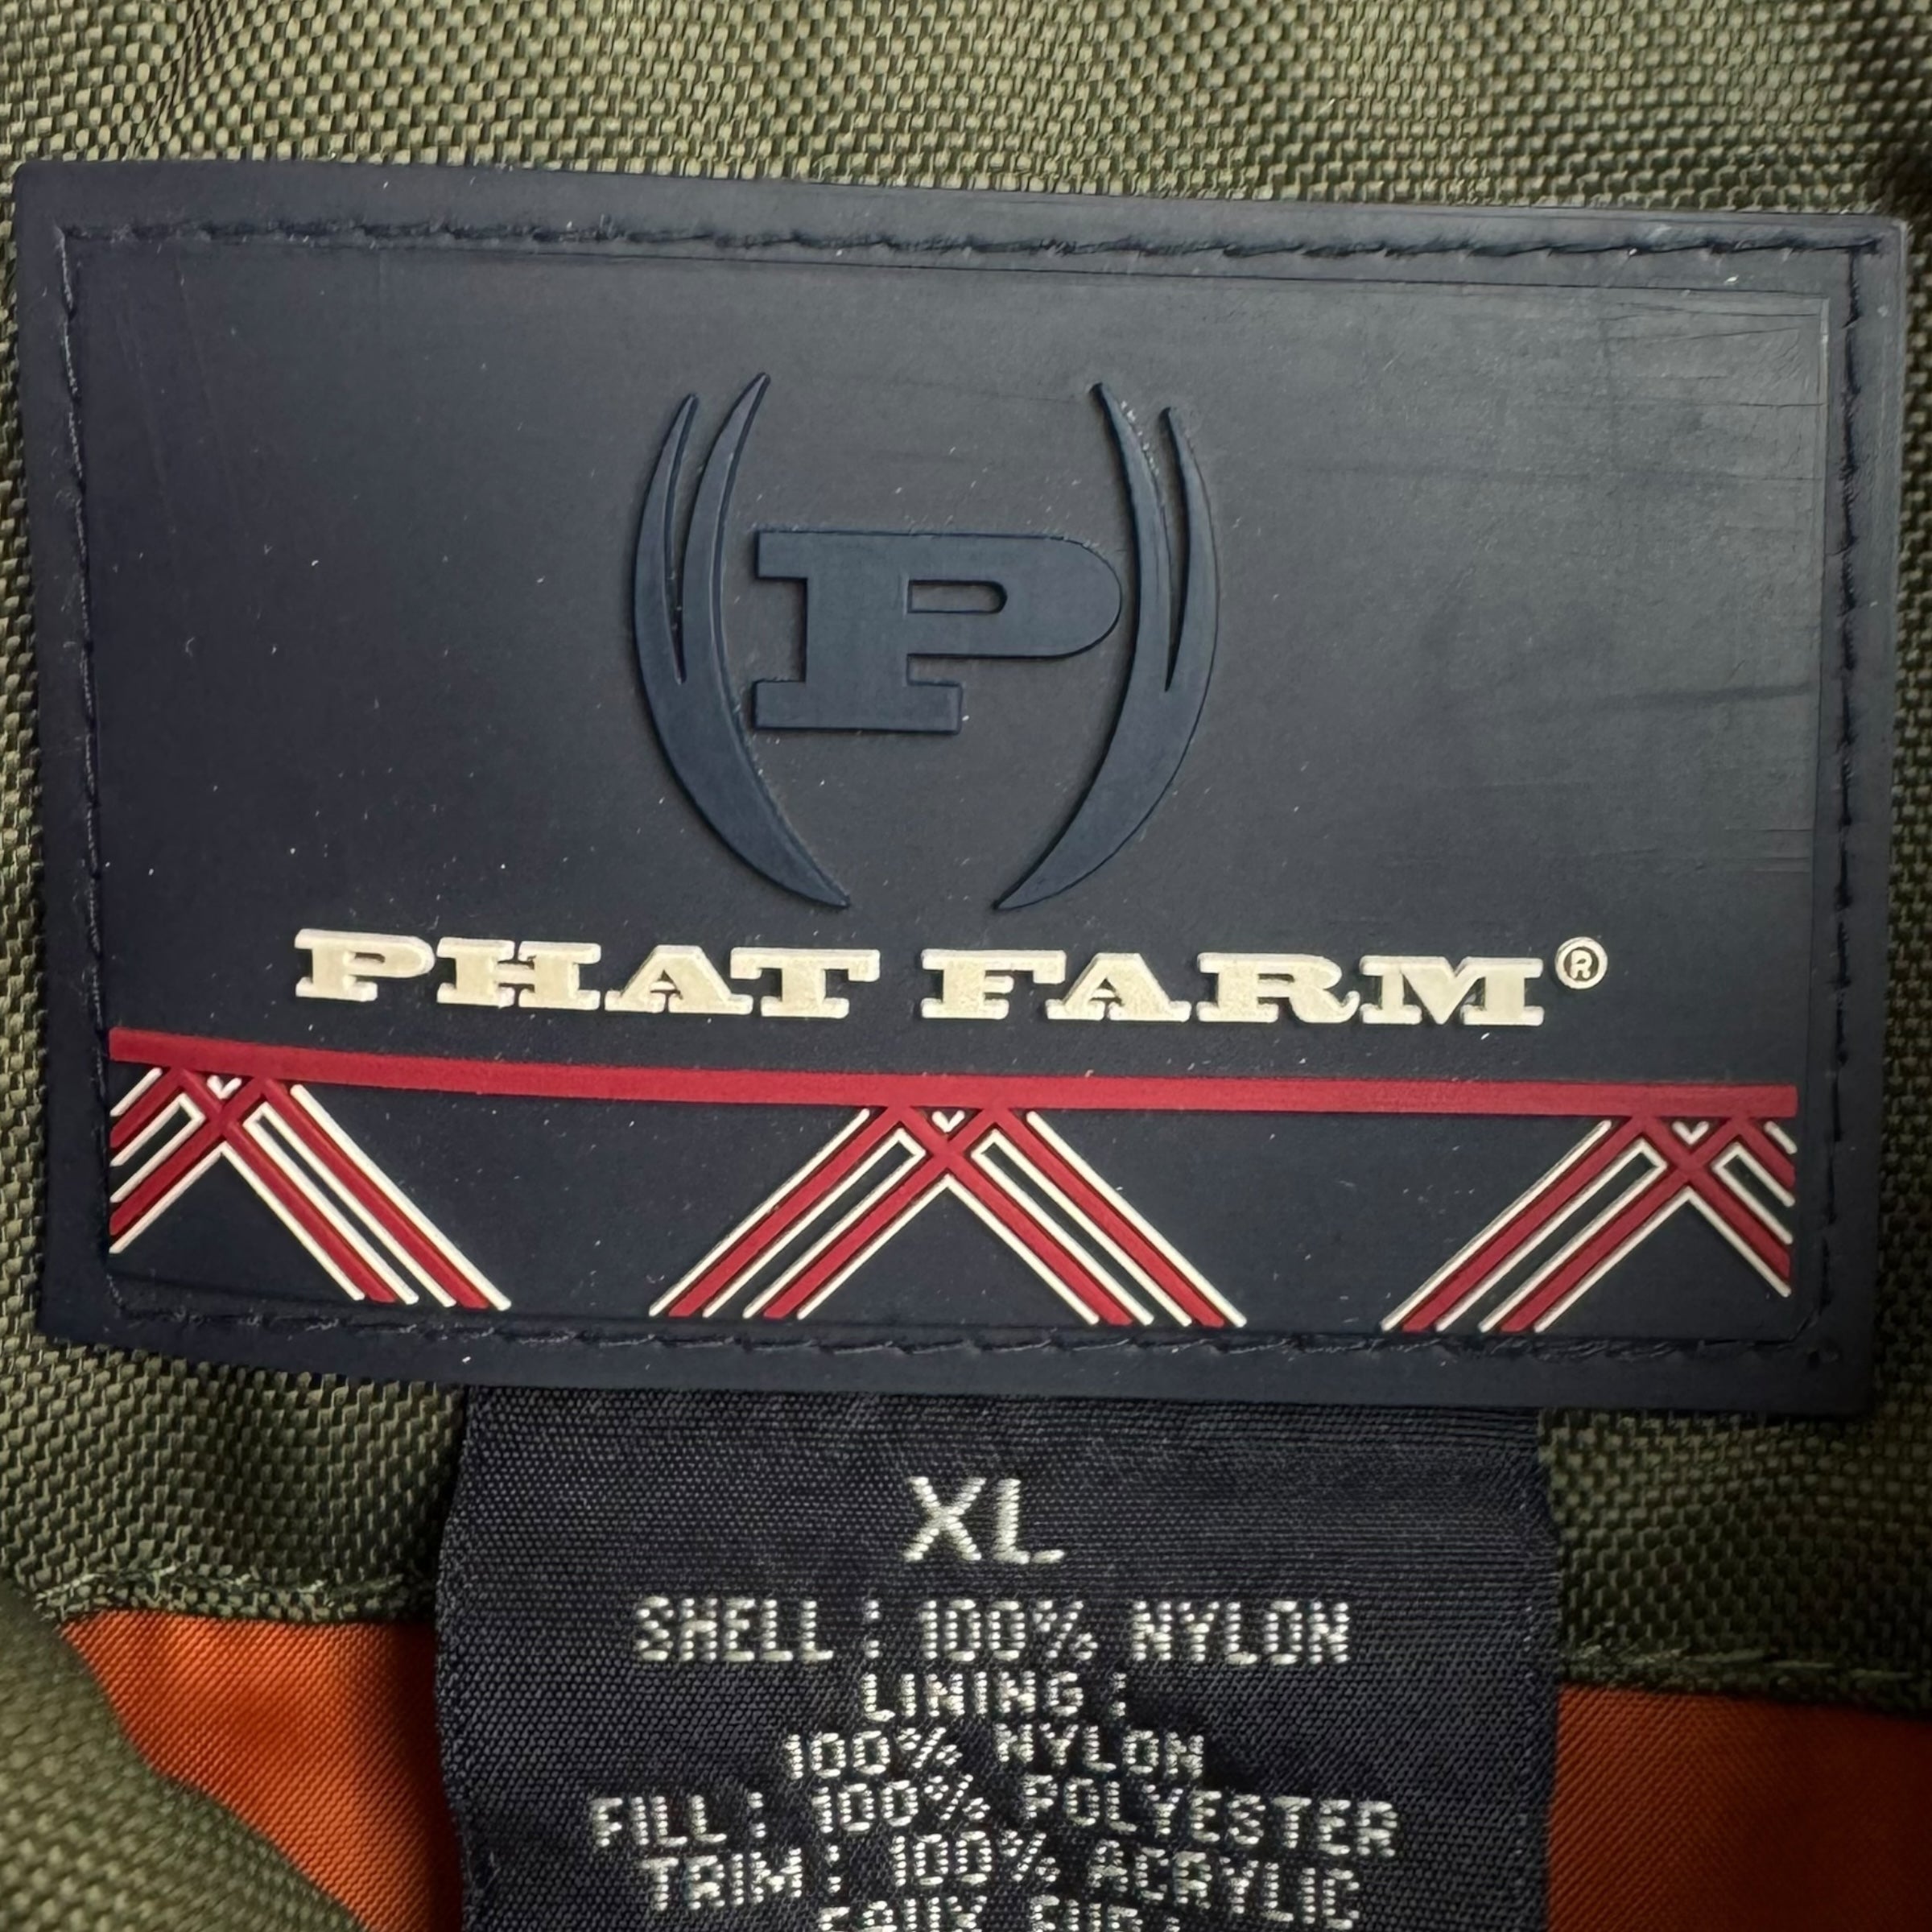 P
PHAT FARM®
XL
SHELL : 100% NYLON
LINING :
100% NYLON
FILL : 100% POLYESTER
TRIM : 100% ACRYLIC